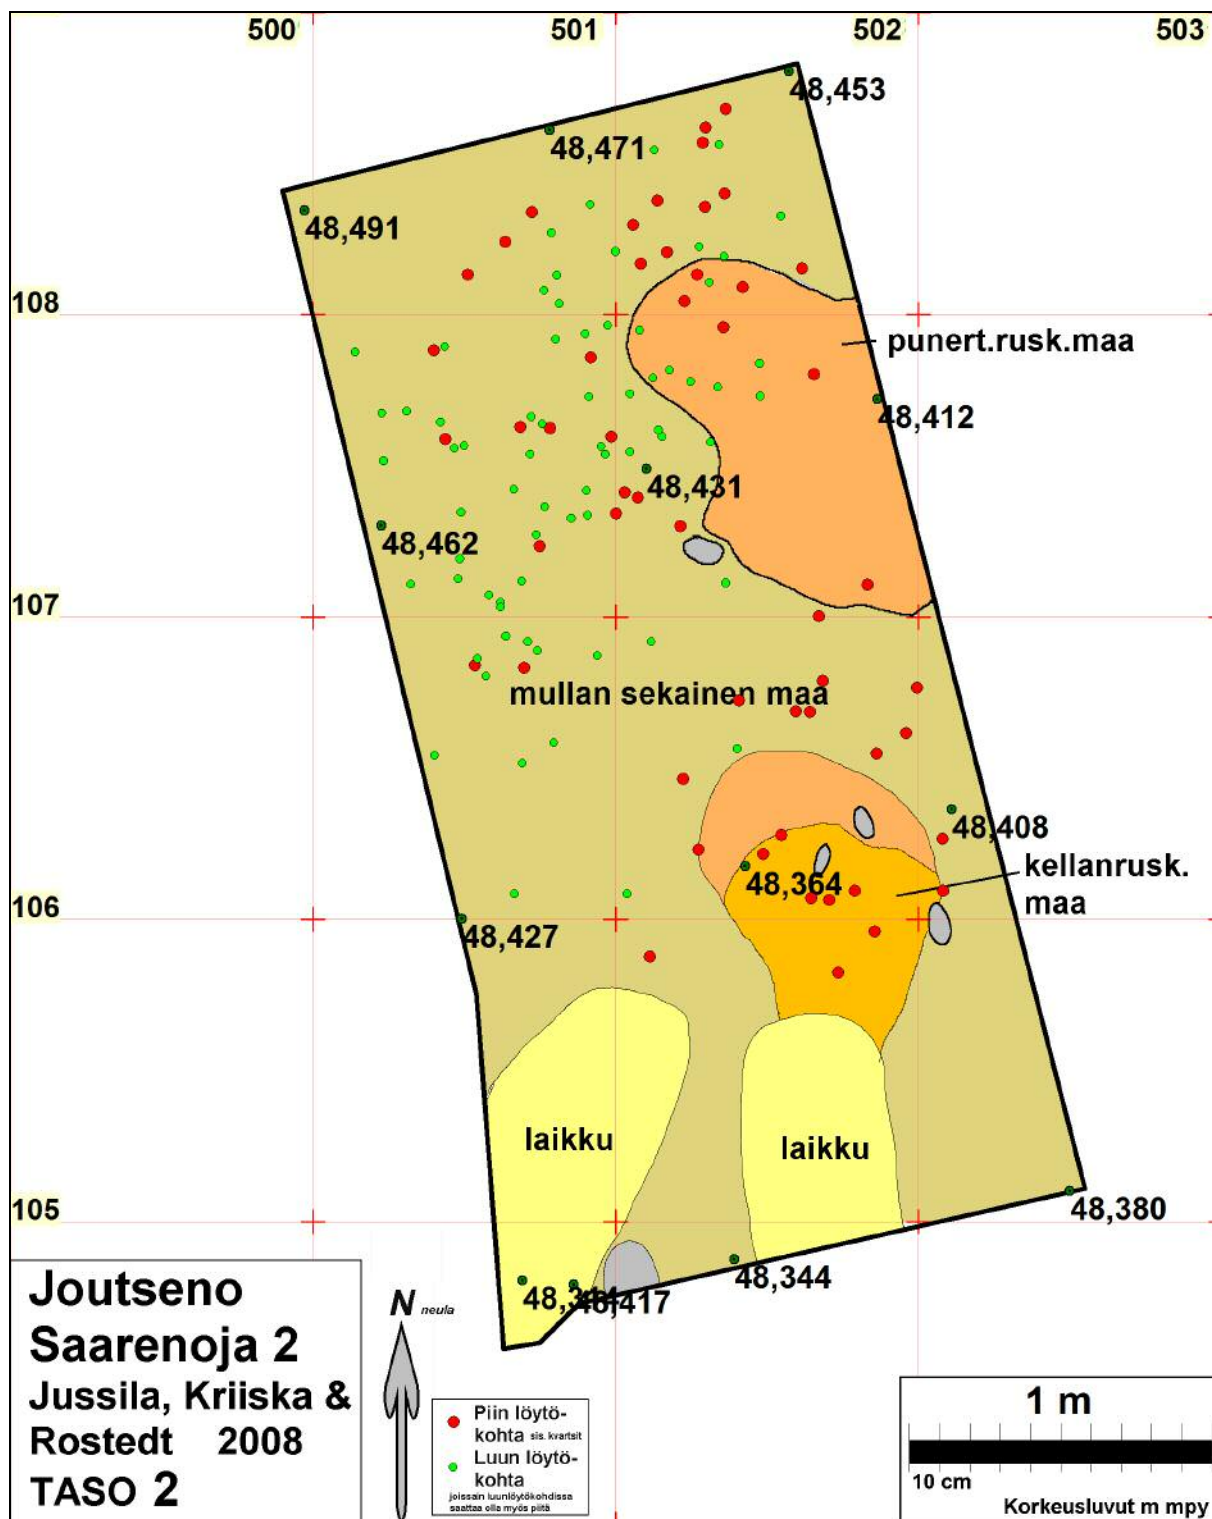 500
501
502
503
48,453
48,471
48,491
108
punert.rusk.maa
48,412
48,431
48,462
107
mullan sekainen maa
48,408
48,364
kellanrusk.
maa
106
48,427
laikku
laikku
105
48,380
48,344
48,417
Joutseno
Saarenoja 2
Jussila, Kriiska &
Rostedt 2008
TASO 2
N neula
Piin löytö-
kohta sis. kvartsit
Luun löytö-
kohta
joissain luunlöytökohdissa
saattaa olla myös piitä
1 m
10 cm
Korkeusluvut m mpy